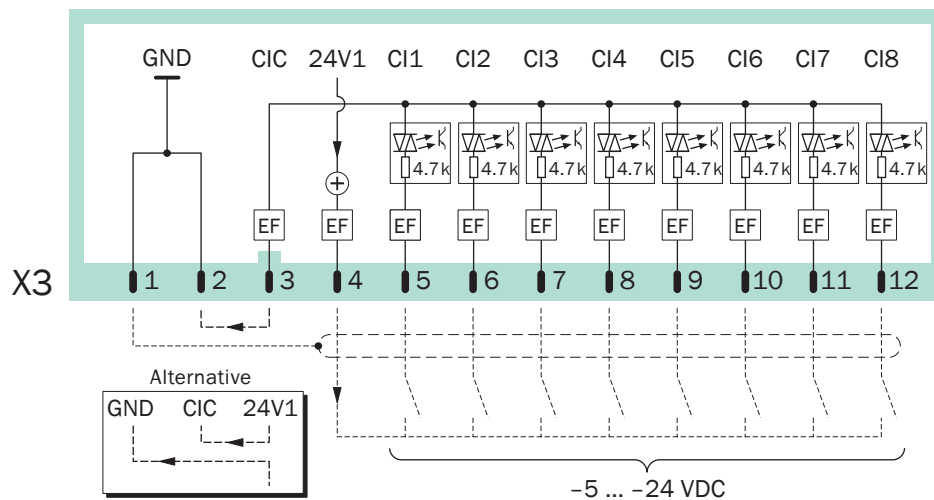 GND CIC 24V1 CI1 CI2 CI3 CI4 CI5 CI6 CI7 CI8
4.7k 4.7k 4.7k 4.7k 4.7k 4.7k 4.7k 4.7k
+
EF EF EF EF EF EF EF EF EF EF
X3 1 2 3 4 5 6 7 8 9 10 11 12
Alternative
GND CIC 24V1
–5 ... –24 VDC